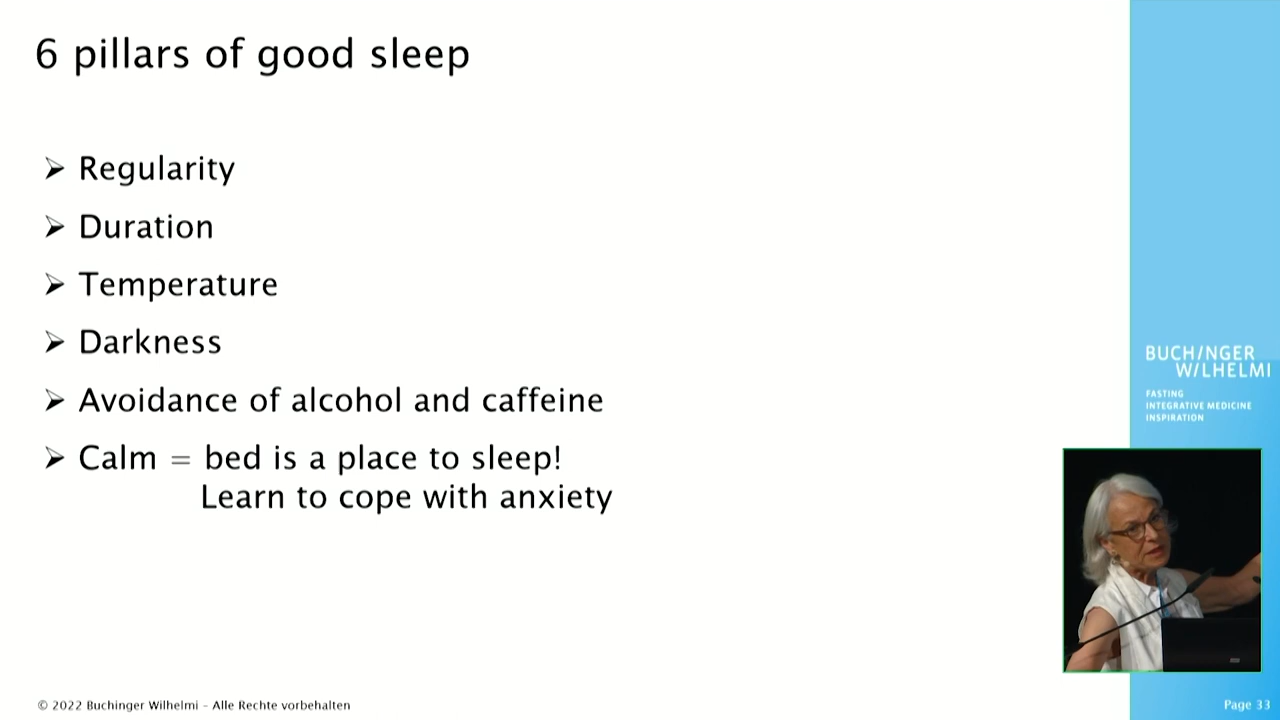 6 pillars of good sleep
➢ Regularity
➢ Duration
➢ Temperature
➢ Darkness
➢ Avoidance of alcohol and caffeine
➢ Calm = bed is a place to sleep!
Learn to cope with anxiety
BUCHINGER
WILHELMI
FASTING
INTEGRATIVE MEDICINE
INSPIRATION
© 2022 Buchinger Wilhelmi - Alle Rechte vorbehalten
Page 33